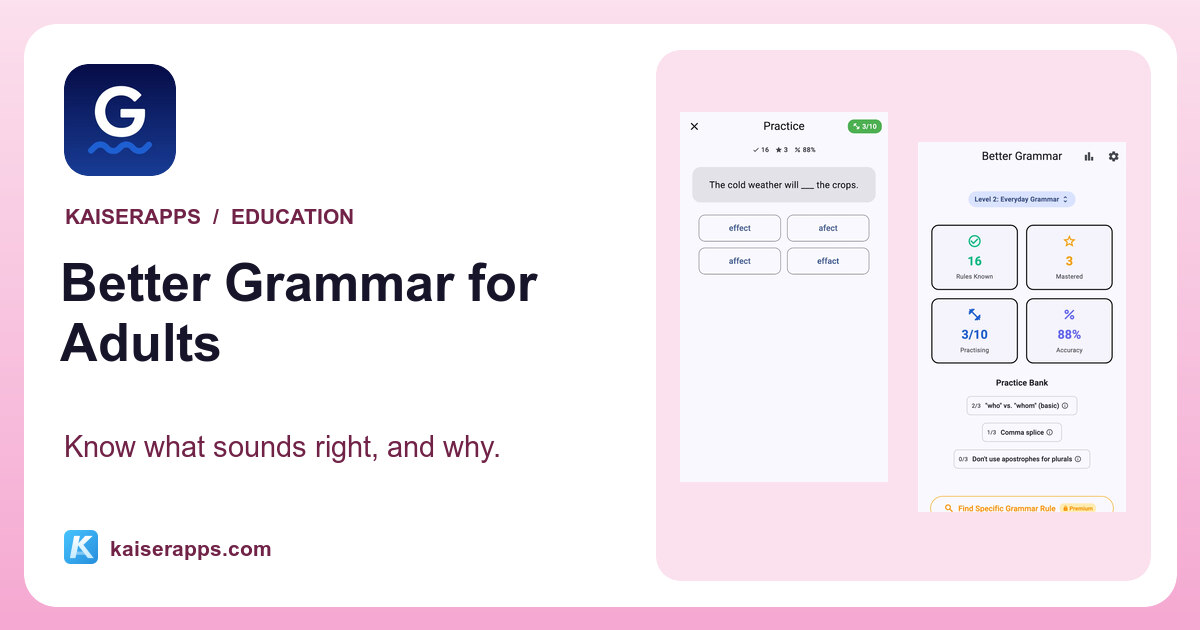 G
KAISERAPPS / EDUCATION
Better Grammar for
Adults
Know what sounds right, and why.
K
kaiserapps.com
Practice
3/10
16 3 88%
The cold weather will ___ the crops.
effect afect
affect effact
Better Grammar
Level 2: Everyday Grammar
16 3
Rules Known Mastered
3/10 88%
Practising Accuracy
Practice Bank
2/3 "who" vs. "whom" (basic)
1/3 Comma splice
0/3 Don't use apostrophes for plurals
Find Specific Grammar Rule Premium